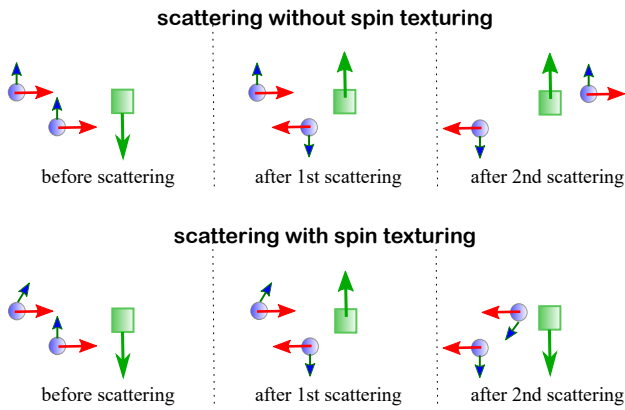 scattering without spin texturing
before scattering
after 1st scattering
after 2nd scattering
scattering with spin texturing
before scattering
after 1st scattering
after 2nd scattering